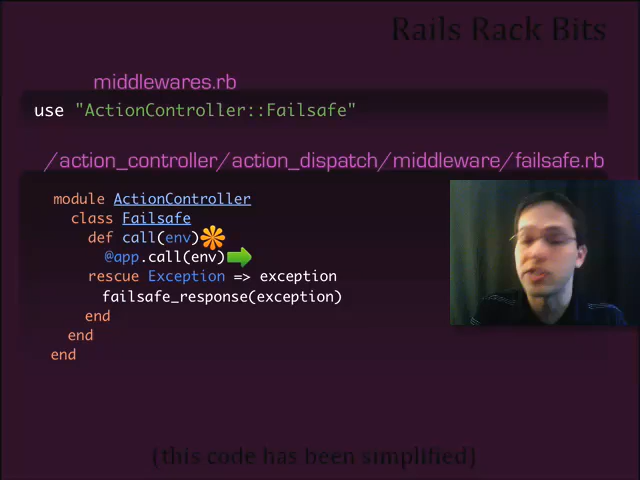 Rails Rack Bits
middlewares.rb
use "ActionController::Failsafe"
/action_controller/action_dispatch/middleware/failsafe.rb
module ActionController
class Failsafe
def call(env)
@app.call(env)
rescue Exception => exception
failsafe_response(exception)
end
end
end
(this code has been simplified)